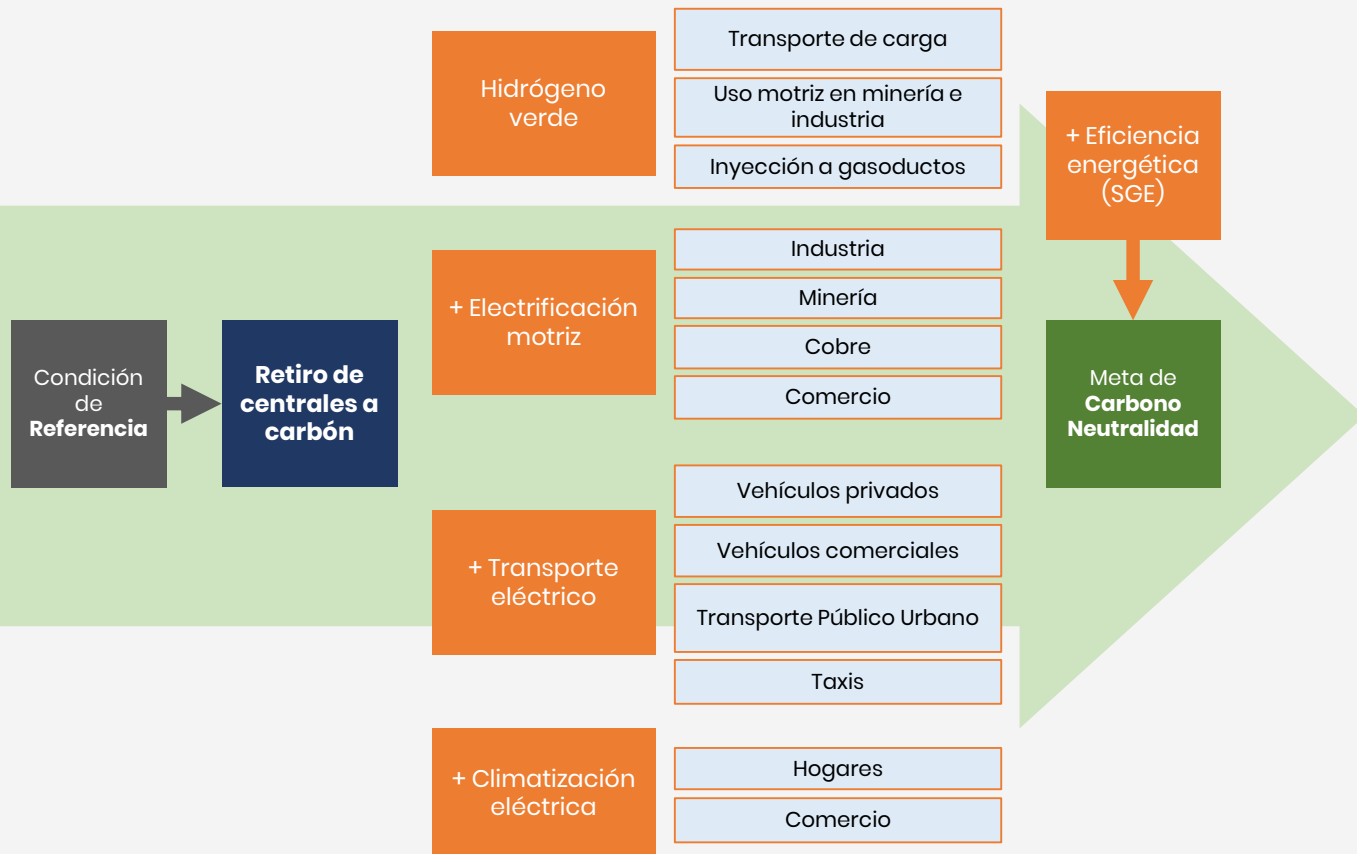 Condición
de
Referencia
Retiro de
centrales a
carbón
Hidrógeno
verde
Transporte de carga
Uso motriz en minería e
industria
Inyección a gasoductos
+ Electrificación
motriz
Industria
Minería
Cobre
Comercio
+ Transporte
eléctrico
Vehículos privados
Vehículos comerciales
Transporte Público Urbano
Taxis
+ Climatización
eléctrica
Hogares
Comercio
+ Eficiencia
energética
(SGE)
Meta de
Carbono
Neutralidad